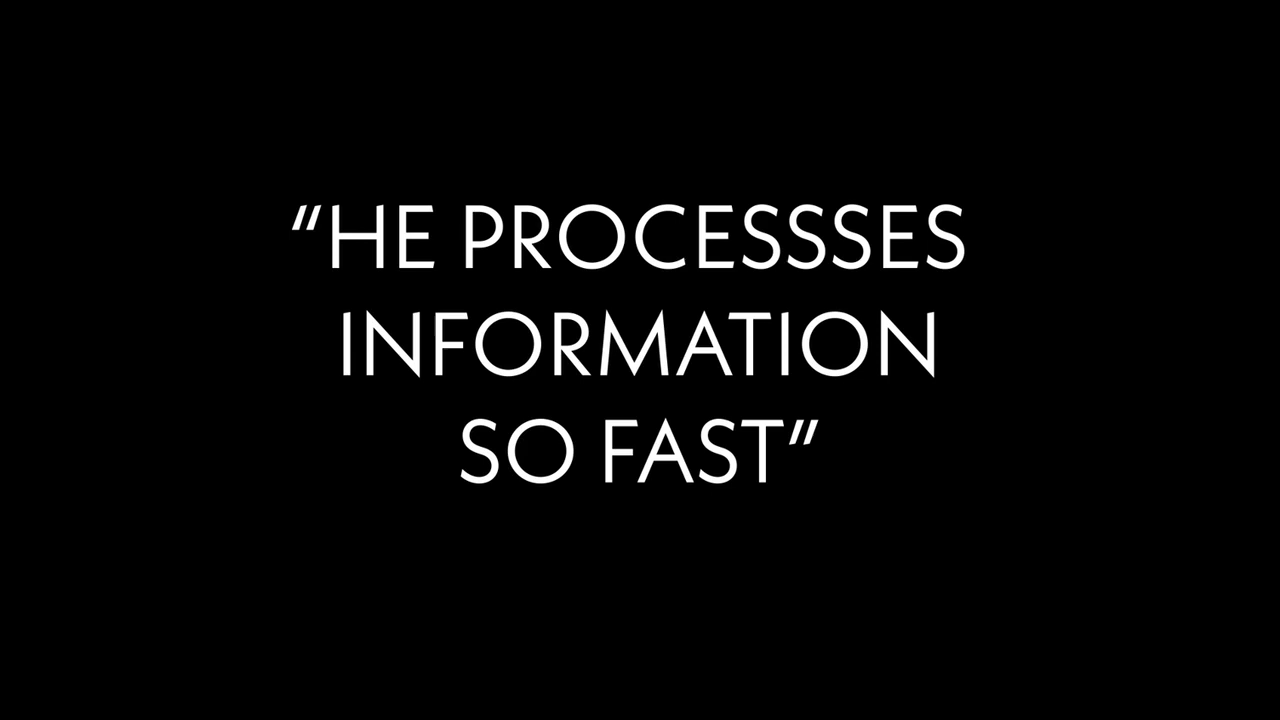 “HE PROCESSSES
INFORMATION
SO FAST”